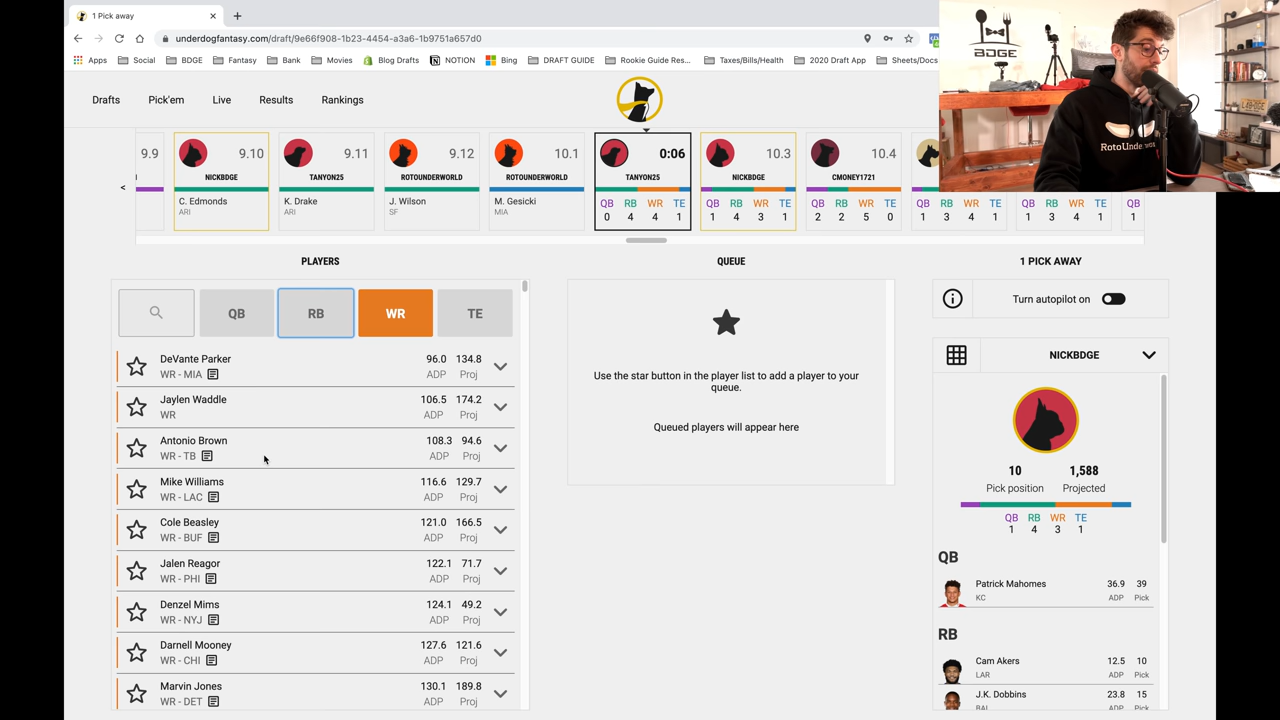 1 Pick away
underdogfantasy.com/draft/9e66f908-1b23-4454-a3a6-1b9751a657d0
Apps Social BDGE Fantasy Bank Movies Blog Drafts NOTION Bing DRAFT GUIDE Rookie Guide Res... Taxes/Bills/Health 2020 Draft App Sheets/Docs
BDGE
RotoUnderwo
Drafts Pick'em Live Results Rankings
9.9 9.10 9.11 9.12 10.1 0:06 10.3 10.4
NICKBDGE TANYON25 ROTOUNDERWORLD ROTOUNDERWORLD TANYON25 NICKBDGE CMONEY1721
C. Edmonds K. Drake J. Wilson M. Gesicki QB RB WR TE QB RB WR TE QB RB WR TE QB RB WR TE QB RB WR TE QB
ARI ARI SF MIA 0 4 4 1 1 4 3 1 2 2 5 0 1 3 4 1 1 3 4 1 1
<
PLAYERS QUEUE 1 PICK AWAY
QB RB WR TE
Turn autopilot on
DeVante Parker 96.0 134.8
WR - MIA ADP Proj
Jaylen Waddle 106.5 174.2
WR ADP Proj
Antonio Brown 108.3 94.6
WR - TB ADP Proj
Mike Williams 116.6 129.7
WR - LAC ADP Proj
Cole Beasley 121.0 166.5
WR - BUF ADP Proj
Jalen Reagor 122.1 71.7
WR - PHI ADP Proj
Denzel Mims 124.1 49.2
WR - NYJ ADP Proj
Darnell Mooney 127.6 121.6
WR - CHI ADP Proj
Marvin Jones 130.1 189.8
WR - DET ADP Proj
Use the star button in the player list to add a player to your
queue.
Queued players will appear here
NICKBDGE
10 1,588
Pick position Projected
QB RB WR TE
1 4 3 1
QB
Patrick Mahomes 36.9 39
KC ADP Pick
RB
Cam Akers 12.5 10
LAR ADP Pick
J.K. Dobbins 23.8 15
BAL ADP Pick